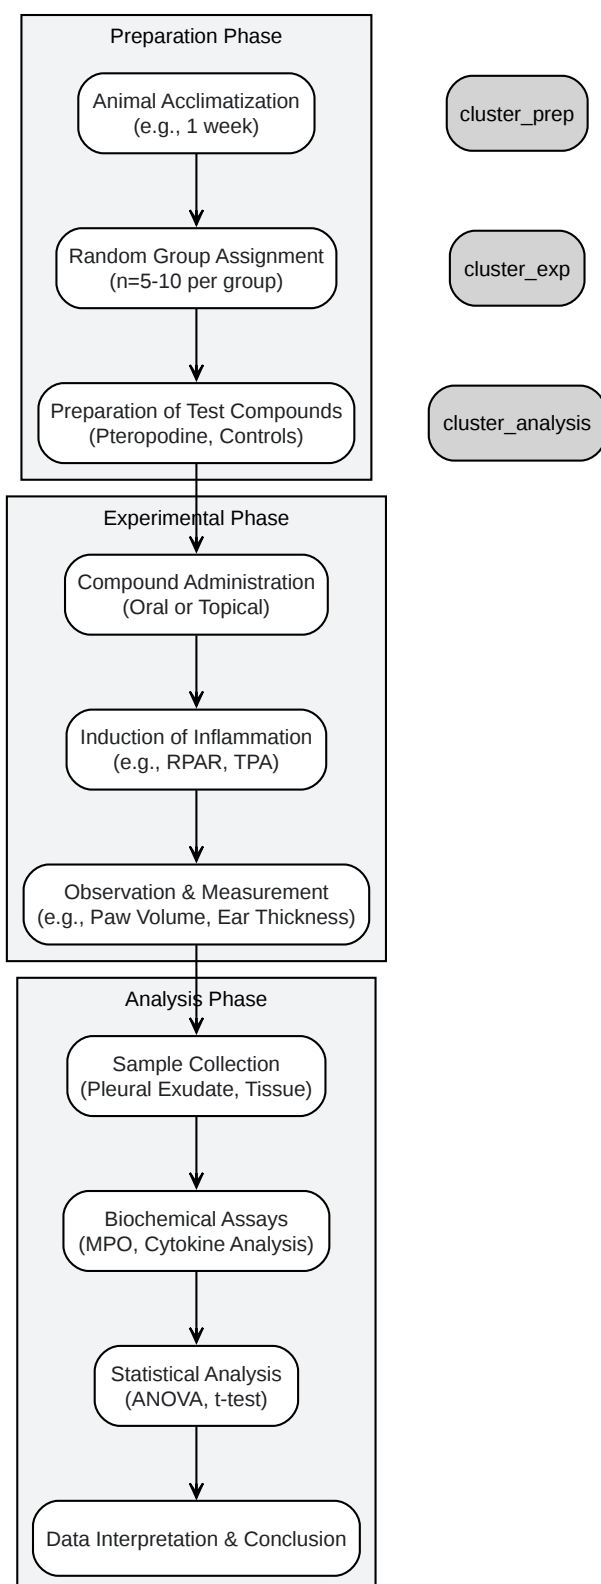 Preparation Phase
Animal Acclimatization
(e.g., 1 week)
cluster_prep
Random Group Assignment
(n=5-10 per group)
cluster_exp
Preparation of Test Compounds
(Pteropodine, Controls)
cluster_analysis
Experimental Phase
Compound Administration
(Oral or Topical)
Induction of Inflammation
(e.g., RPAR, TPA)
Observation & Measurement
(e.g., Paw Volume, Ear Thickness)
Analysis Phase
Sample Collection
(Pleural Exudate, Tissue)
Biochemical Assays
(MPO, Cytokine Analysis)
Statistical Analysis
(ANOVA, t-test)
Data Interpretation & Conclusion